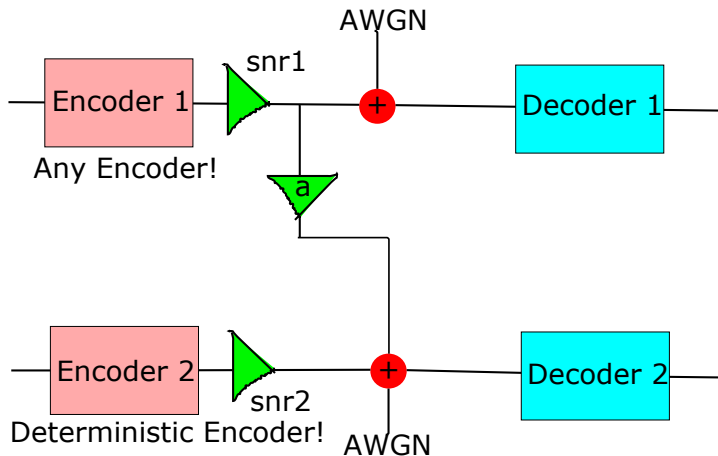 AWGN
snr1
Encoder 1
+
Decoder 1
Any Encoder!
a
Encoder 2
+
Decoder 2
snr2
Deterministic Encoder!
AWGN